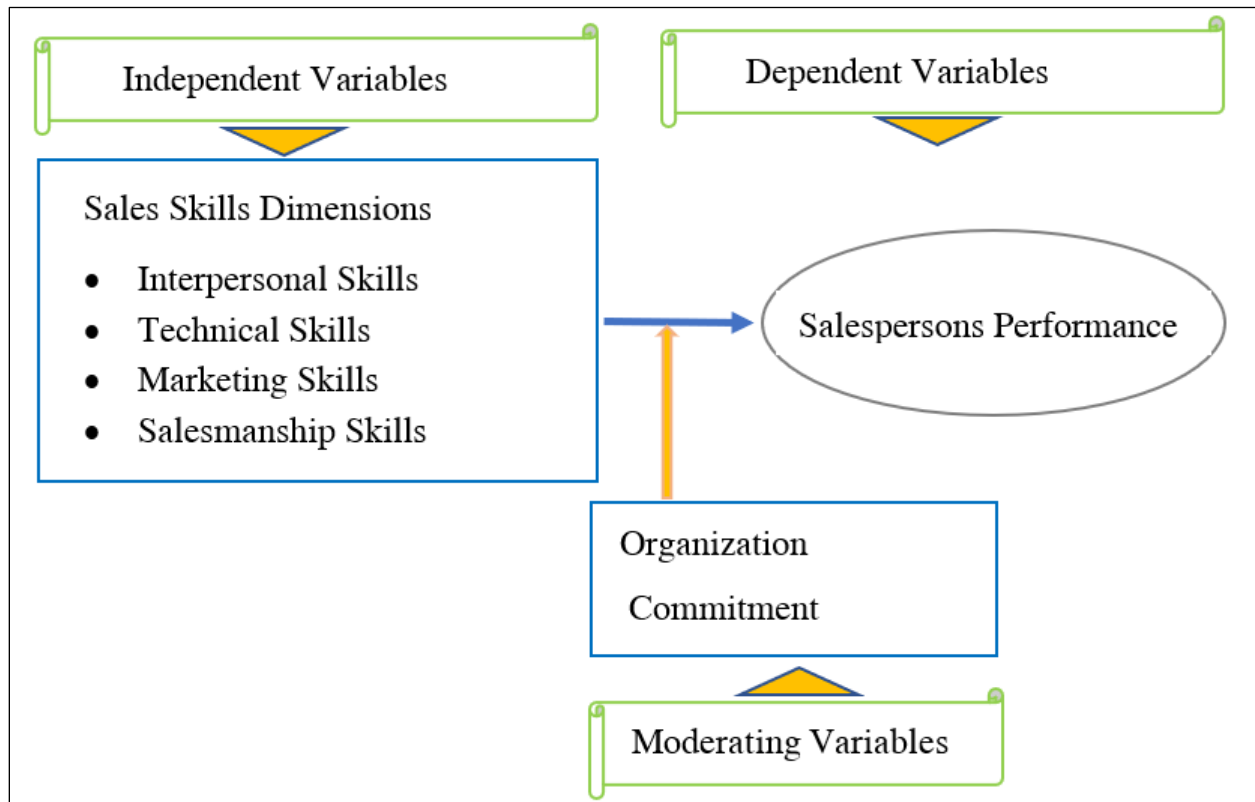 Independent Variables
Dependent Variables
Sales Skills Dimensions
• Interpersonal Skills
• Technical Skills
• Marketing Skills
• Salesmanship Skills
Salespersons Performance
Organization
Commitment
Moderating Variables